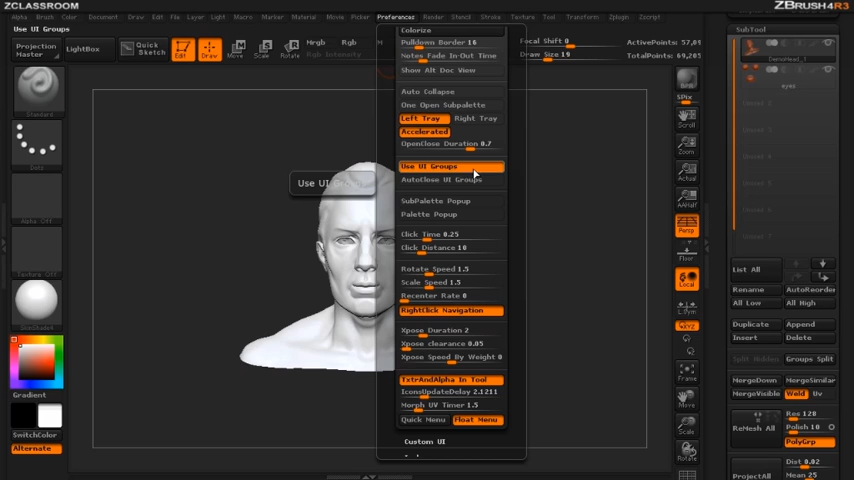 ZCLASSROOM
ZBRUSH4R3
Alpha Brush Color Document Draw Edit File Layer Light Macro Marker Material Movie Picker Preferences Render Stencil Stroke Texture Tool Transform Zplugin Zscript
Use UI Groups
Projection Master
LightBox
Quick Sketch
Edit
Draw
Move
Scale
Rotate
Mrgb
Rgb
M
Rgb Intensity
Focal Shift 0
Draw Size 19
ActivePoints: 57,09
TotalPoints: 69,205
Standard
Dots
Alpha Off
Texture Off
Gradient
SwitchColor
Alternate
Use UI
Colorize
Pulldown Border 16
Notes Fade In-Out Time
Show Alt Doc View
Auto Collapse
One Open Subpalette
Left Tray
Right Tray
Accelerated
OpenClose Duration 0.7
Use UI Groups
AutoClose UI Groups
SubPalette Popup
Palette Popup
Click Time 0.25
Click Distance 10
Rotate Speed 1.5
Scale Speed 1.5
Recenter Rate 0
RightClick Navigation
Xpose Duration 2
Xpose clearance 0.05
Xpose Speed By Weight 0
TxtrAndAlpha In Tool
IconsUpdateDelay 2.1211
Morph UV Timer 1.5
Quick Menu
Float Menu
Custom UI
BPR
SPix
Scroll
Zoom
Actual
AAHalf
Persp
Floor
Local
L.Sym
Frame
Move
Scale
Rotate
SubTool
DemoHead_1
eyes
List All
Rename
AutoReorder
All Low
All High
Duplicate
Append
Insert
Delete
Split Hidden
Groups Split
MergeDown
MergeSimilar
MergeVisible
Weld
Uv
ReMesh All
Res 128
Polish 10
PolyGrp
ProjectAll
Dist 0.02
Mean 25